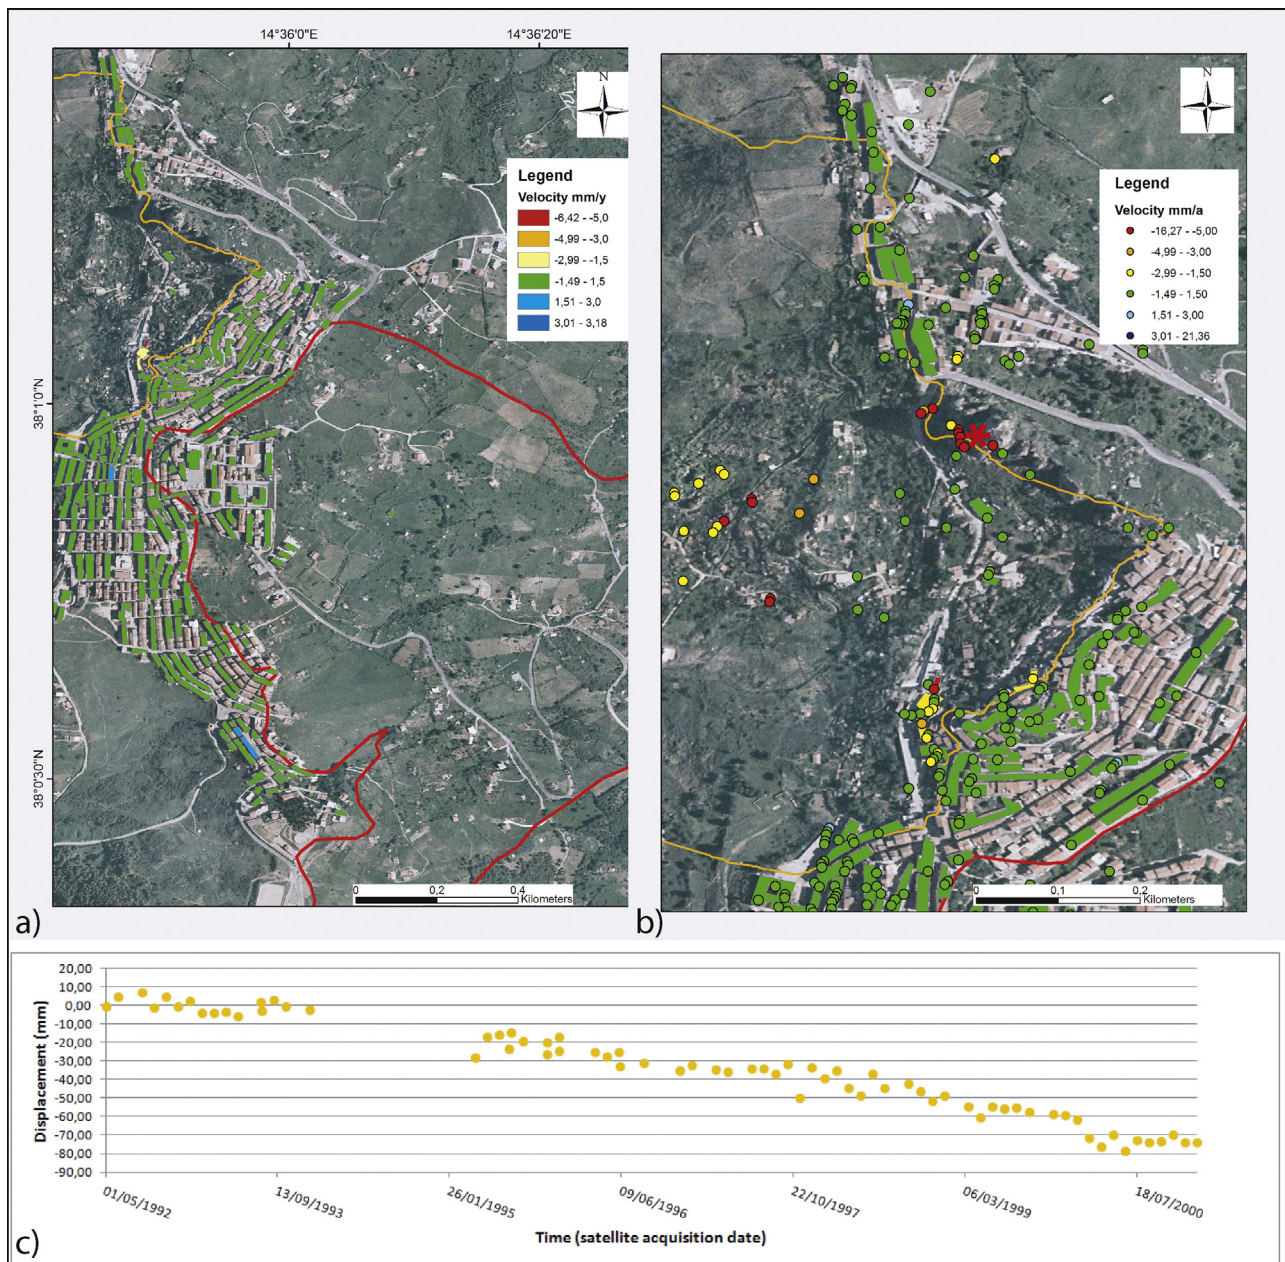 14°36'0"E
14°36'20"E
38°1'0"N
38°0'30"N
N
Legend
Velocity mm/y
-6,42 - -5,0
-4,99 - -3,0
-2,99 - -1,5
-1,49 - 1,5
1,51 - 3,0
3,01 - 3,18
0
0,2
0,4
Kilometers
a)
N
Legend
Velocity mm/a
-16,27 - -5,00
-4,99 - -3,00
-2,99 - -1,50
-1,49 - 1,50
1,51 - 3,00
3,01 - 21,36
0
0,1
0,2
Kilometers
b)
Displacement (mm)
20,00
10,00
0,00
-10,00
-20,00
-30,00
-40,00
-50,00
-60,00
-70,00
-80,00
-90,00
01/05/1992
13/09/1993
26/01/1995
09/06/1996
22/10/1997
06/03/1999
18/07/2000
Time (satellite acquisition date)
c)